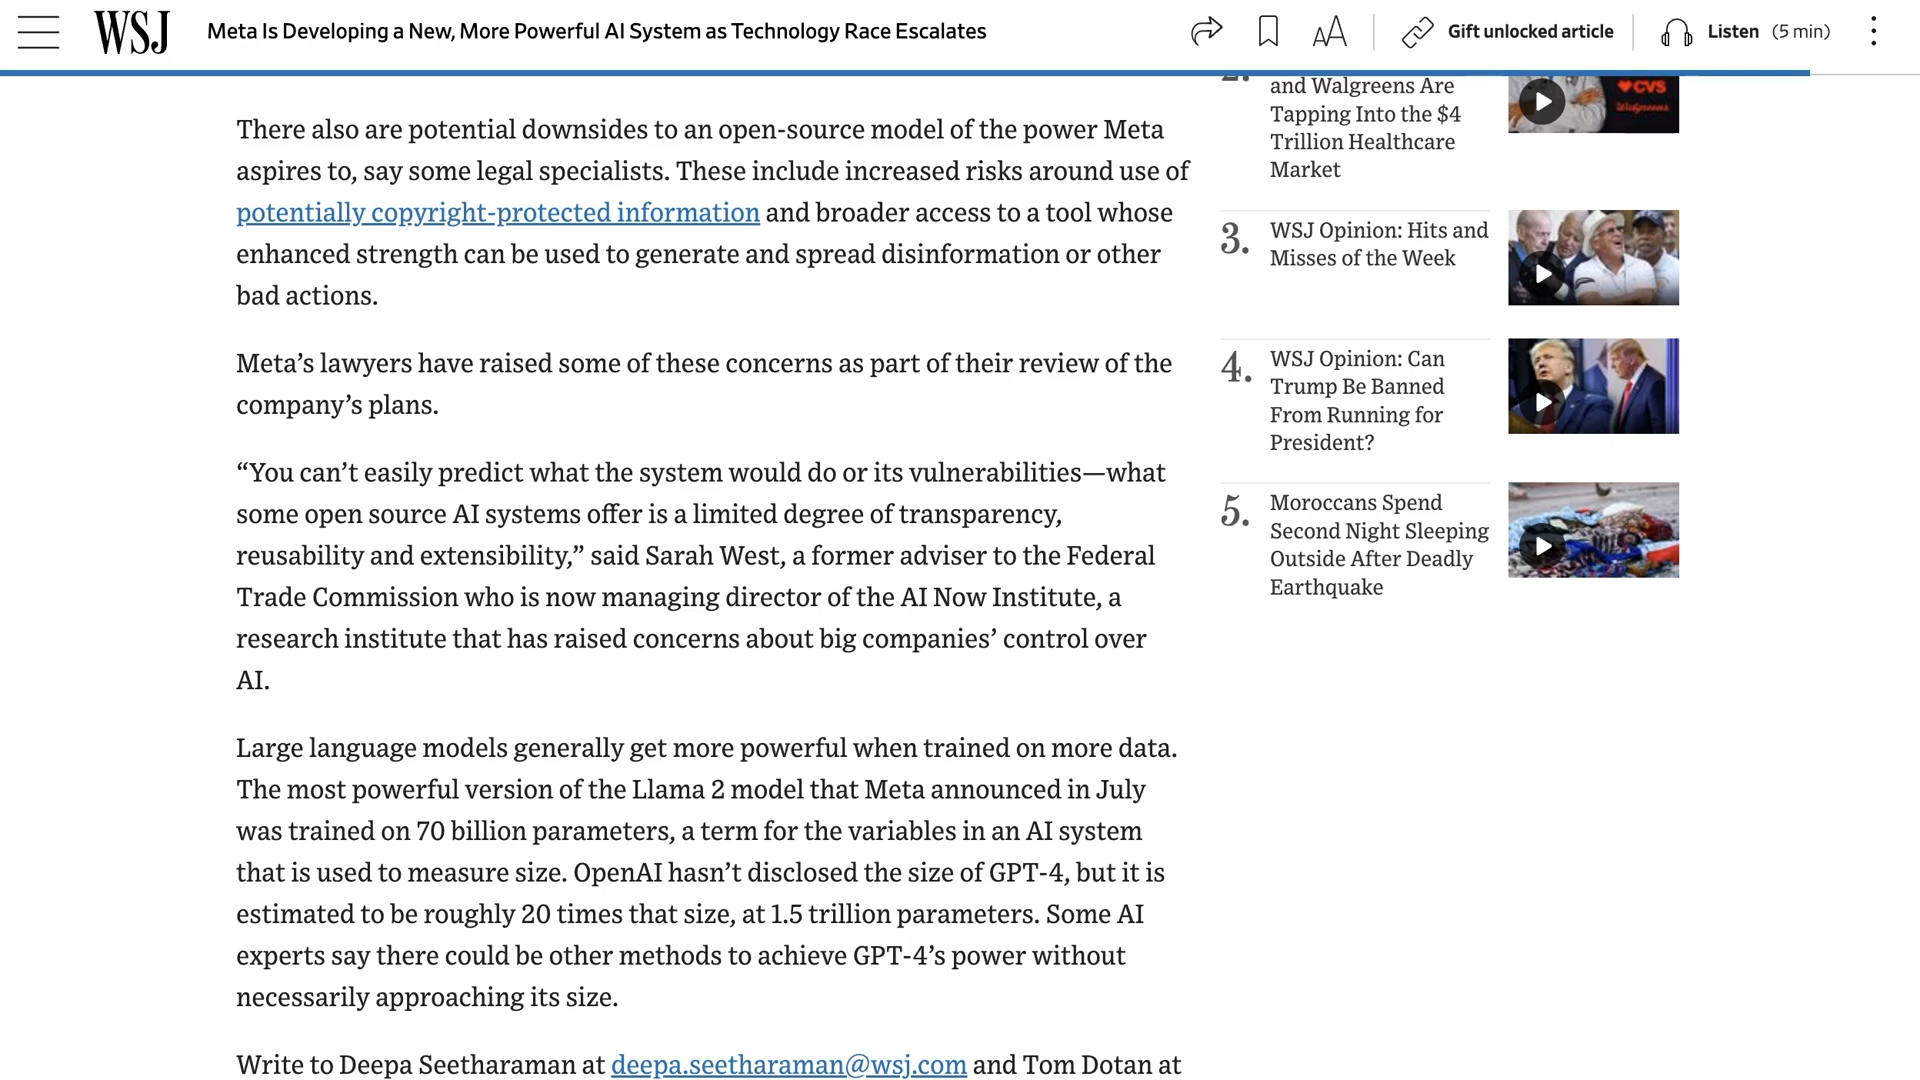 WSJ
Meta Is Developing a New, More Powerful AI System as Technology Race Escalates
AA
Gift unlocked article
Listen (5 min)
There also are potential downsides to an open-source model of the power Meta
aspires to, say some legal specialists. These include increased risks around use of
potentially copyright-protected information and broader access to a tool whose
enhanced strength can be used to generate and spread disinformation or other
bad actions.
Meta’s lawyers have raised some of these concerns as part of their review of the
company’s plans.
“You can’t easily predict what the system would do or its vulnerabilities—what
some open source AI systems offer is a limited degree of transparency,
reusability and extensibility,” said Sarah West, a former adviser to the Federal
Trade Commission who is now managing director of the AI Now Institute, a
research institute that has raised concerns about big companies’ control over
AI.
Large language models generally get more powerful when trained on more data.
The most powerful version of the Llama 2 model that Meta announced in July
was trained on 70 billion parameters, a term for the variables in an AI system
that is used to measure size. OpenAI hasn’t disclosed the size of GPT-4, but it is
estimated to be roughly 20 times that size, at 1.5 trillion parameters. Some AI
experts say there could be other methods to achieve GPT-4’s power without
necessarily approaching its size.
Write to Deepa Seetharaman at deepa.seetharaman@wsj.com and Tom Dotan at
2.
and Walgreens Are
Tapping Into the $4
Trillion Healthcare
Market
CVS
Walgreens
3. WSJ Opinion: Hits and
Misses of the Week
4. WSJ Opinion: Can
Trump Be Banned
From Running for
President?
5. Moroccans Spend
Second Night Sleeping
Outside After Deadly
Earthquake